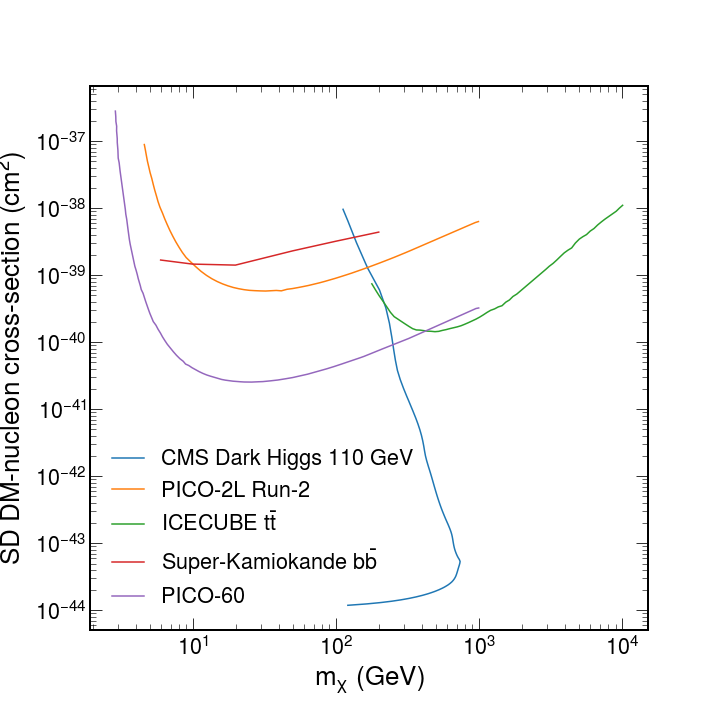 SD DM-nucleon cross-section (cm²)
10⁻³⁷
10⁻³⁸
10⁻³⁹
10⁻⁴⁰
10⁻⁴¹
10⁻⁴²
10⁻⁴³
10⁻⁴⁴
CMS Dark Higgs 110 GeV
PICO-2L Run-2
ICECUBE tt̄
Super-Kamiokande bb̄
PICO-60
10¹ 10² 10³ 10⁴
mχ (GeV)